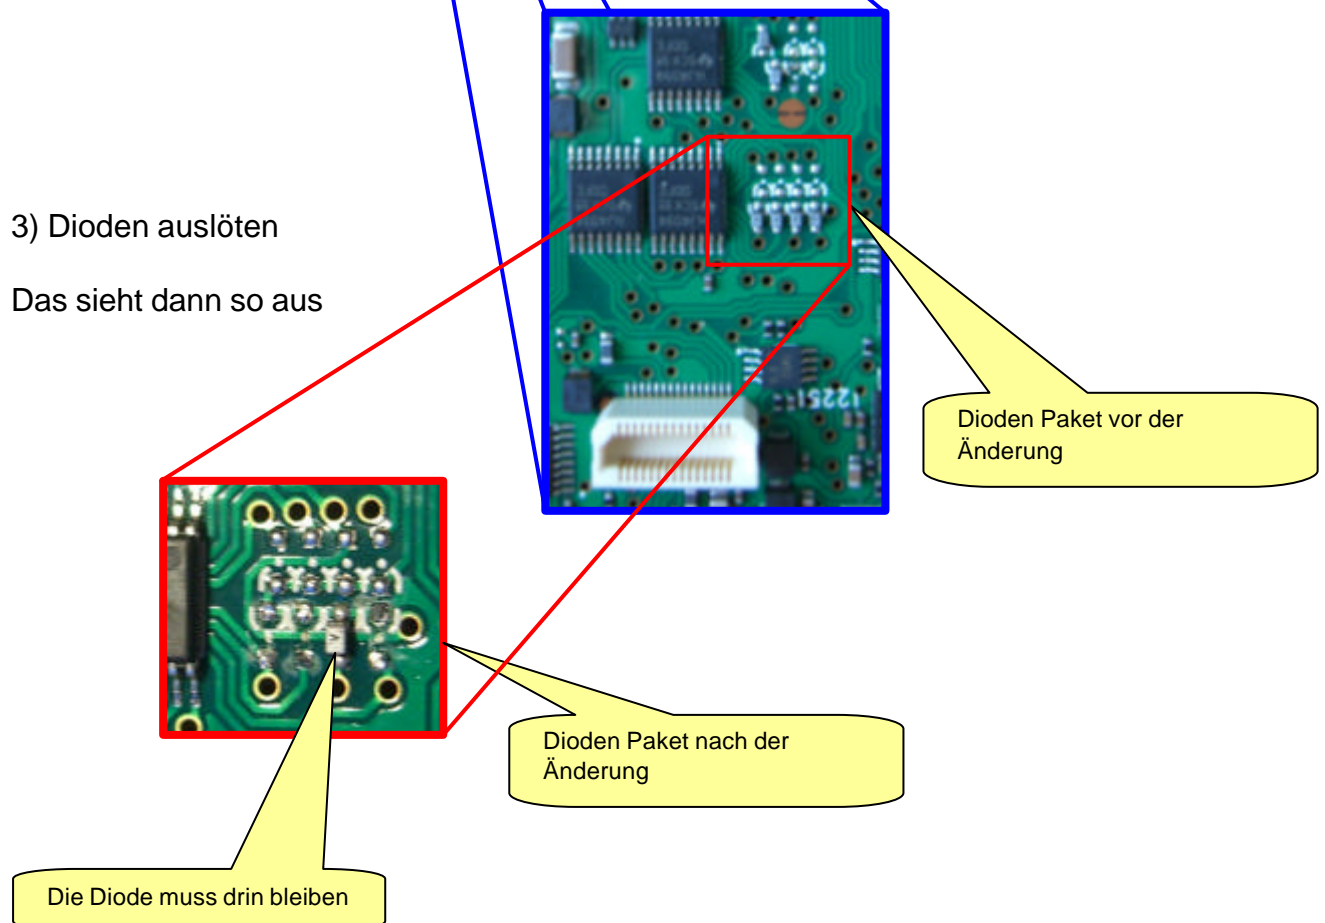 3) Dioden auslöten
Das sieht dann so aus
Dioden Paket vor der
Änderung
Dioden Paket nach der
Änderung
Die Diode muss drin bleiben